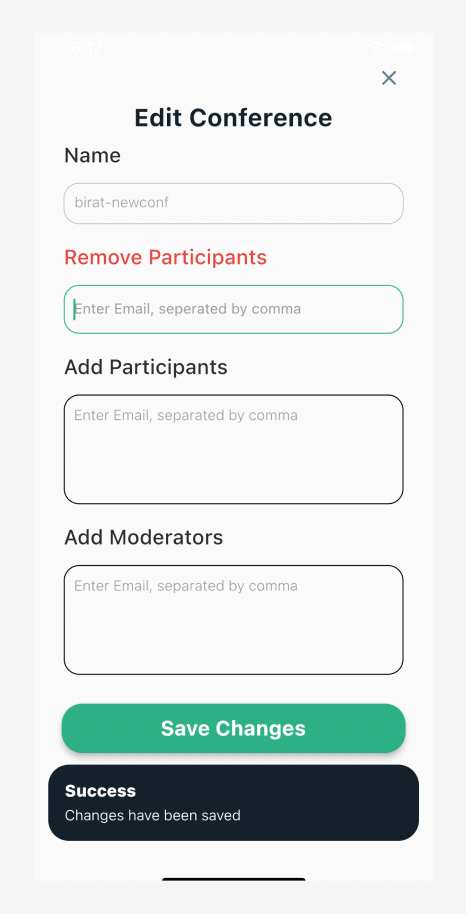 5:17
Edit Conference
Name
birat-newconf
Remove Participants
Enter Email, seperated by comma
Add Participants
Enter Email, separated by comma
Add Moderators
Enter Email, separated by comma
Save Changes
Success
Changes have been saved